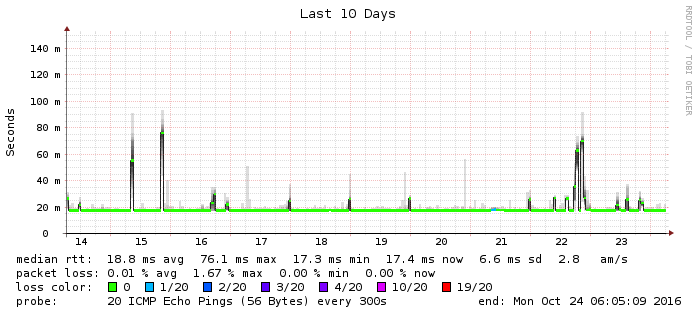 Last 10 Days
RRDTOOL / TOBI OETIKER
Seconds
140 m
120 m
100 m
80 m
60 m
40 m
20 m
0
14 15 16 17 18 19 20 21 22 23
median rtt: 18.8 ms avg 76.1 ms max 17.3 ms min 17.4 ms now 6.6 ms sd 2.8 am/s
packet loss: 0.01 % avg 1.67 % max 0.00 % min 0.00 % now
loss color: 0 1/20 2/20 3/20 4/20 10/20 19/20
probe: 20 ICMP Echo Pings (56 Bytes) every 300s end: Mon Oct 24 06:05:09 2016